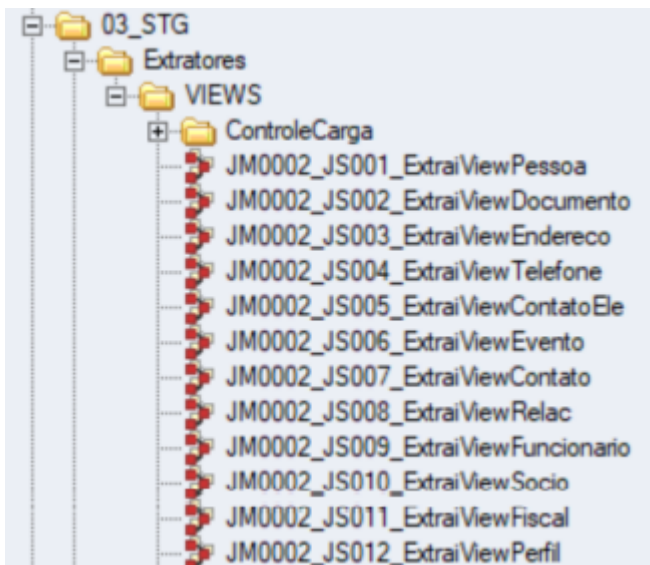 03_STG
Extratores
VIEWS
ControleCarga
JM0002_JS001_ExtraiViewPessoa
JM0002_JS002_ExtraiViewDocumento
JM0002_JS003_ExtraiViewEndereco
JM0002_JS004_ExtraiViewTelefone
JM0002_JS005_ExtraiViewContatoEle
JM0002_JS006_ExtraiViewEvento
JM0002_JS007_ExtraiViewContato
JM0002_JS008_ExtraiViewRelac
JM0002_JS009_ExtraiViewFuncionario
JM0002_JS010_ExtraiViewSocio
JM0002_JS011_ExtraiViewFiscal
JM0002_JS012_ExtraiViewPerfil